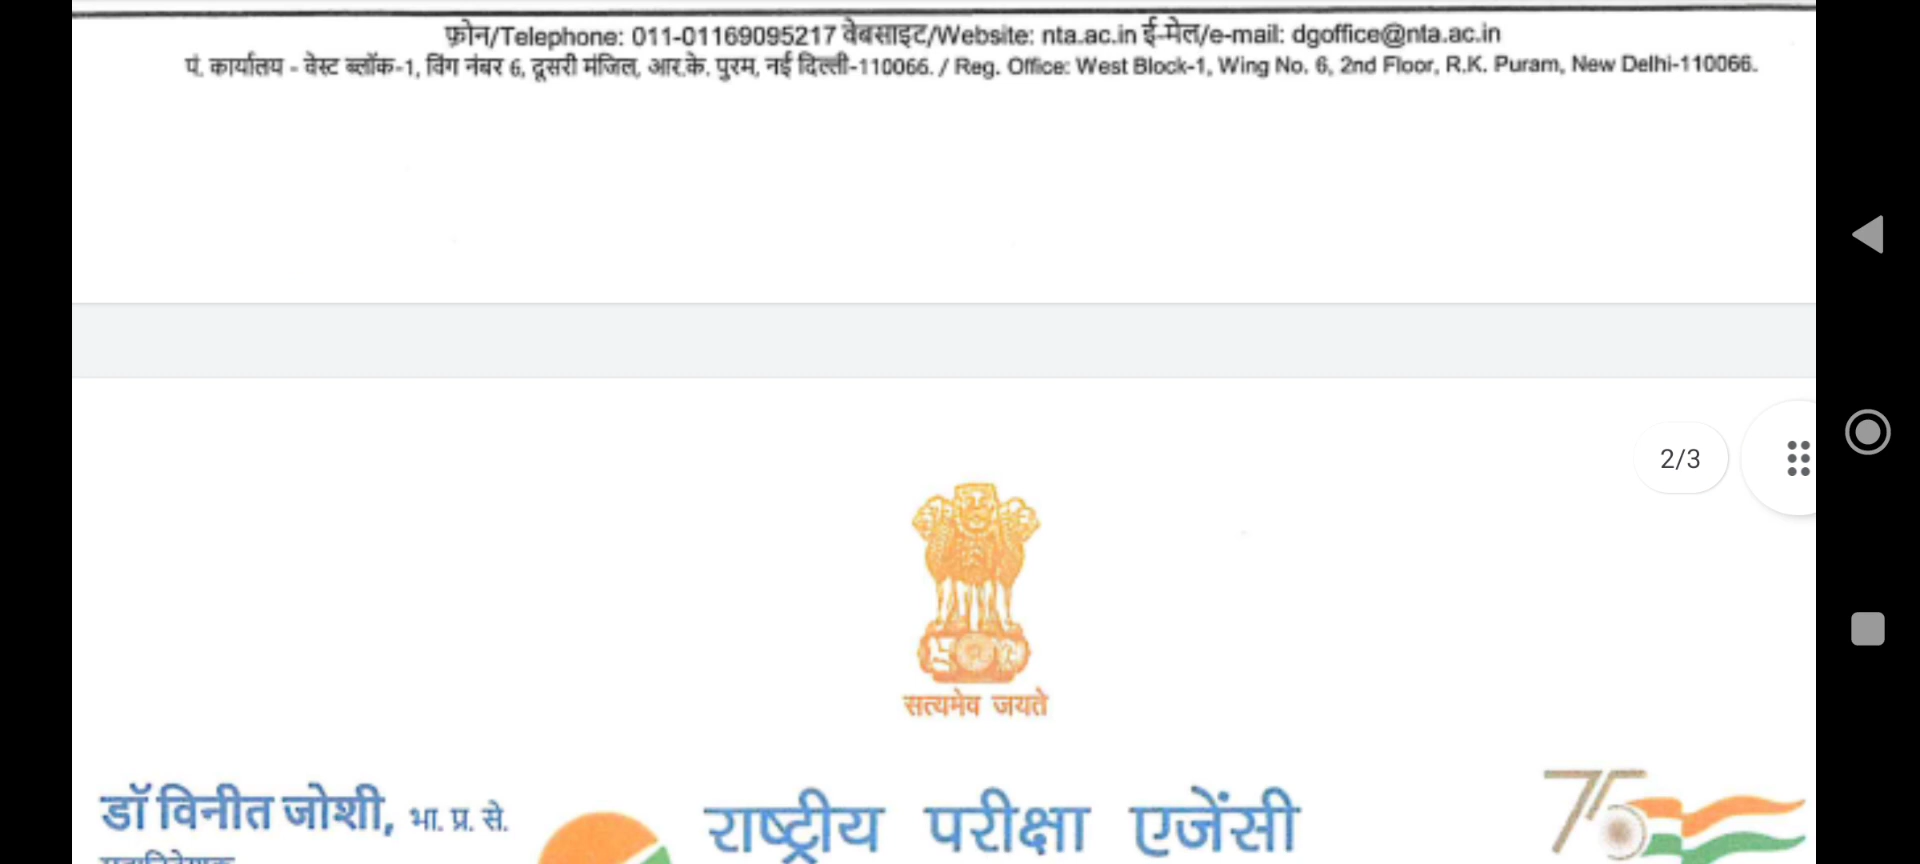 फ़ोन/Telephone: 011-01169095217 वेबसाइट/Website: nta.ac.in ई-मेल/e-mail: dgoffice@nta.ac.in
पं. कार्यालय - वेस्ट ब्लॉक-1, विंग नंबर 6, दूसरी मंजिल, आर.के. पुरम, नई दिल्ली-110066. / Reg. Office: West Block-1, Wing No. 6, 2nd Floor, R.K. Puram, New Delhi-110066.
2/3
सत्यमेव जयते
डॉ विनीत जोशी, भा. प्र. से.
राष्ट्रीय परीक्षा एजेंसी
75